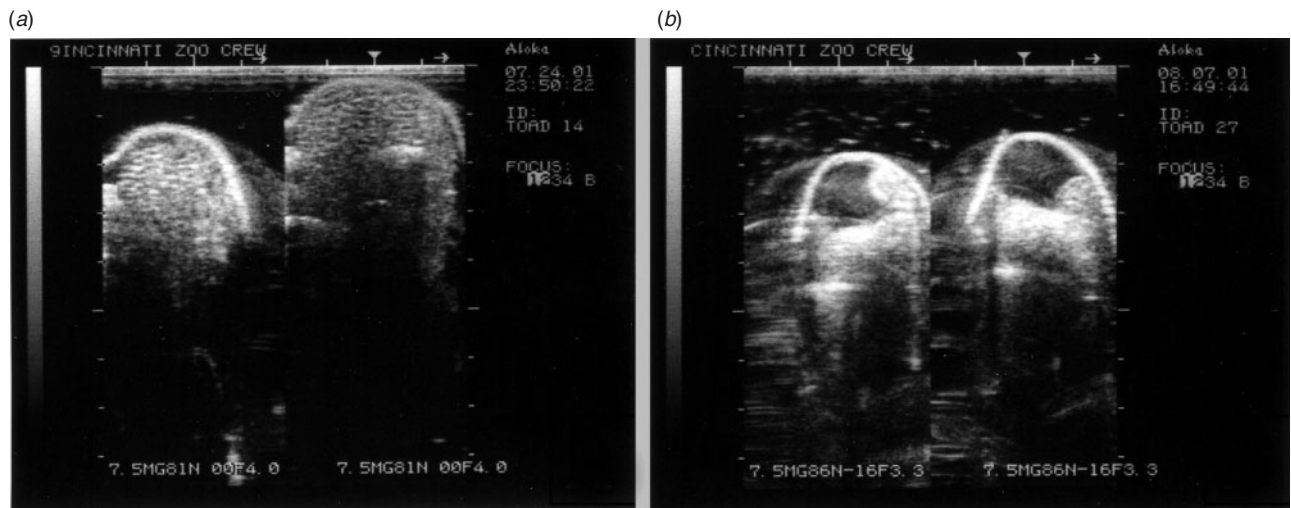 (a)
9INCINNATI ZOO CREW
Aloka
07.24.01
23:50:22
ID:
TOAD 14
FOCUS:
1234 B
7.5MG81N 00F4.0
7.5MG81N 00F4.0
(b)
CINCINNATI ZOO CREW
Aloka
08.07.01
16:49:44
ID:
TOAD 27
FOCUS:
1234 B
7.5MG86N-16F3.3
7.5MG86N-16F3.3